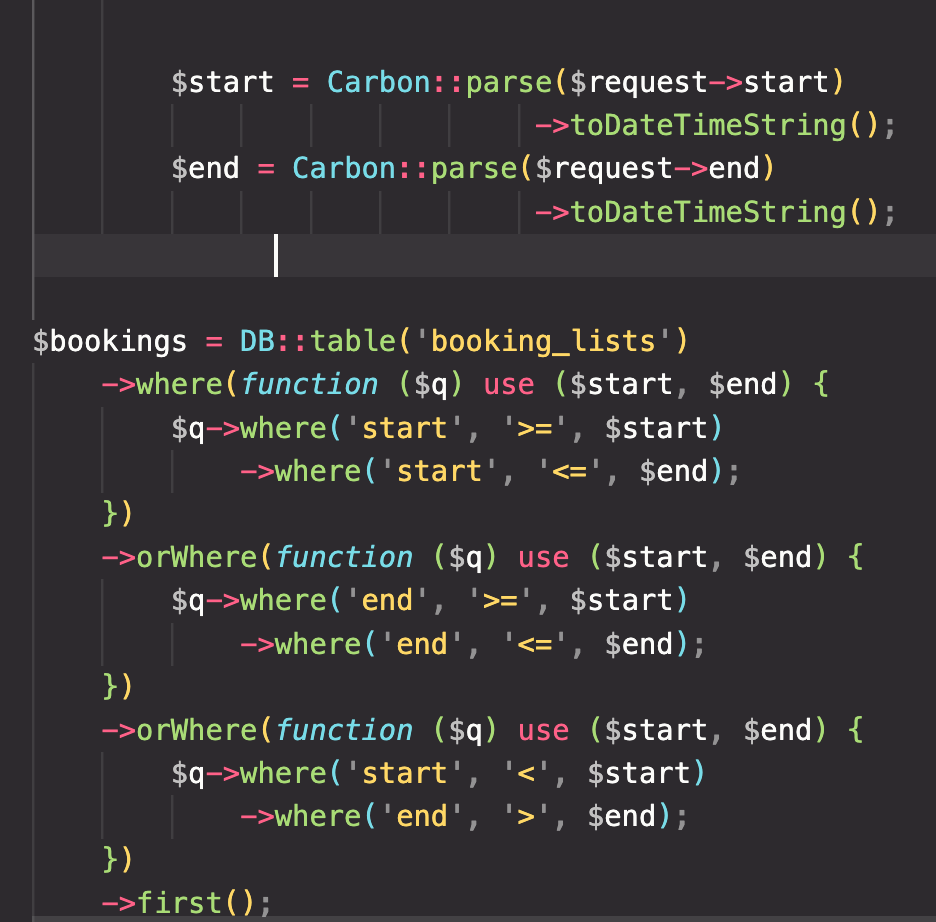 $start = Carbon::parse($request->start)
->toDateTimeString();
$end = Carbon::parse($request->end)
->toDateTimeString();
$bookings = DB::table('booking_lists')
->where(function ($q) use ($start, $end) {
$q->where('start', '>=', $start)
->where('start', '<=', $end);
})
->orWhere(function ($q) use ($start, $end) {
$q->where('end', '>=', $start)
->where('end', '<=', $end);
})
->orWhere(function ($q) use ($start, $end) {
$q->where('start', '<', $start)
->where('end', '>', $end);
})
->first();